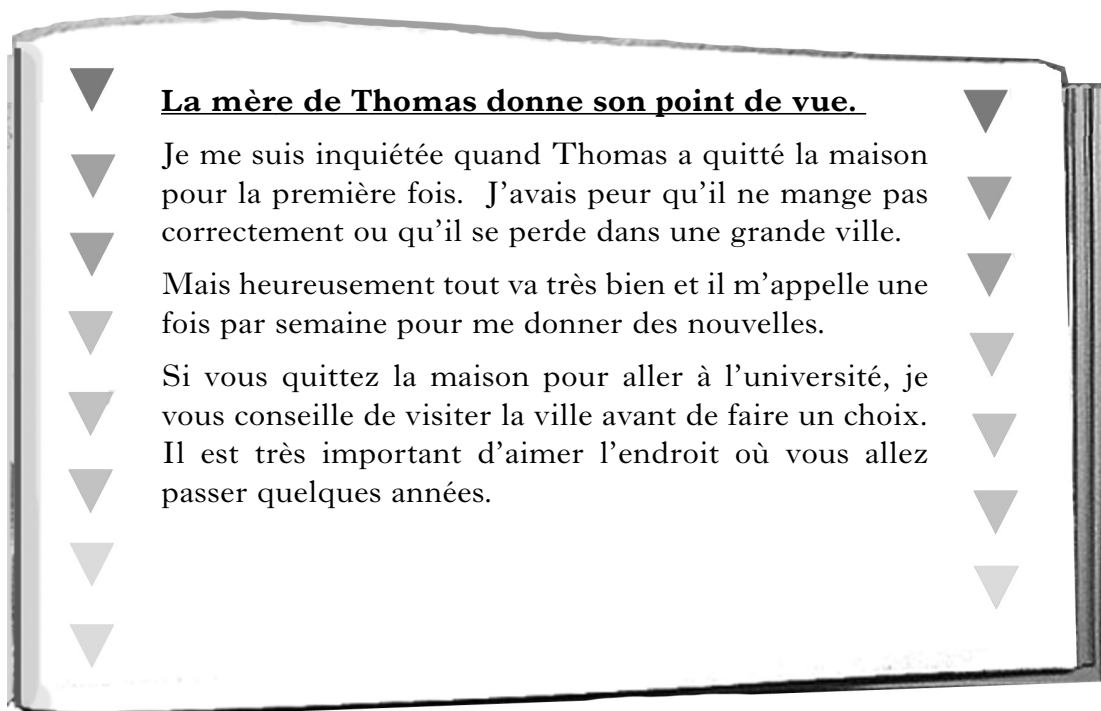 La mère de Thomas donne son point de vue.
Je me suis inquiétée quand Thomas a quitté la maison
pour la première fois.  J’avais peur qu’il ne mange pas
correctement ou qu’il se perde dans une grande ville.
Mais heureusement tout va très bien et il m’appelle une
fois par semaine pour me donner des nouvelles.
Si vous quittez la maison pour aller à l’université, je
vous conseille de visiter la ville avant de faire un choix.
Il est très important d’aimer l’endroit où vous allez
passer quelques années.